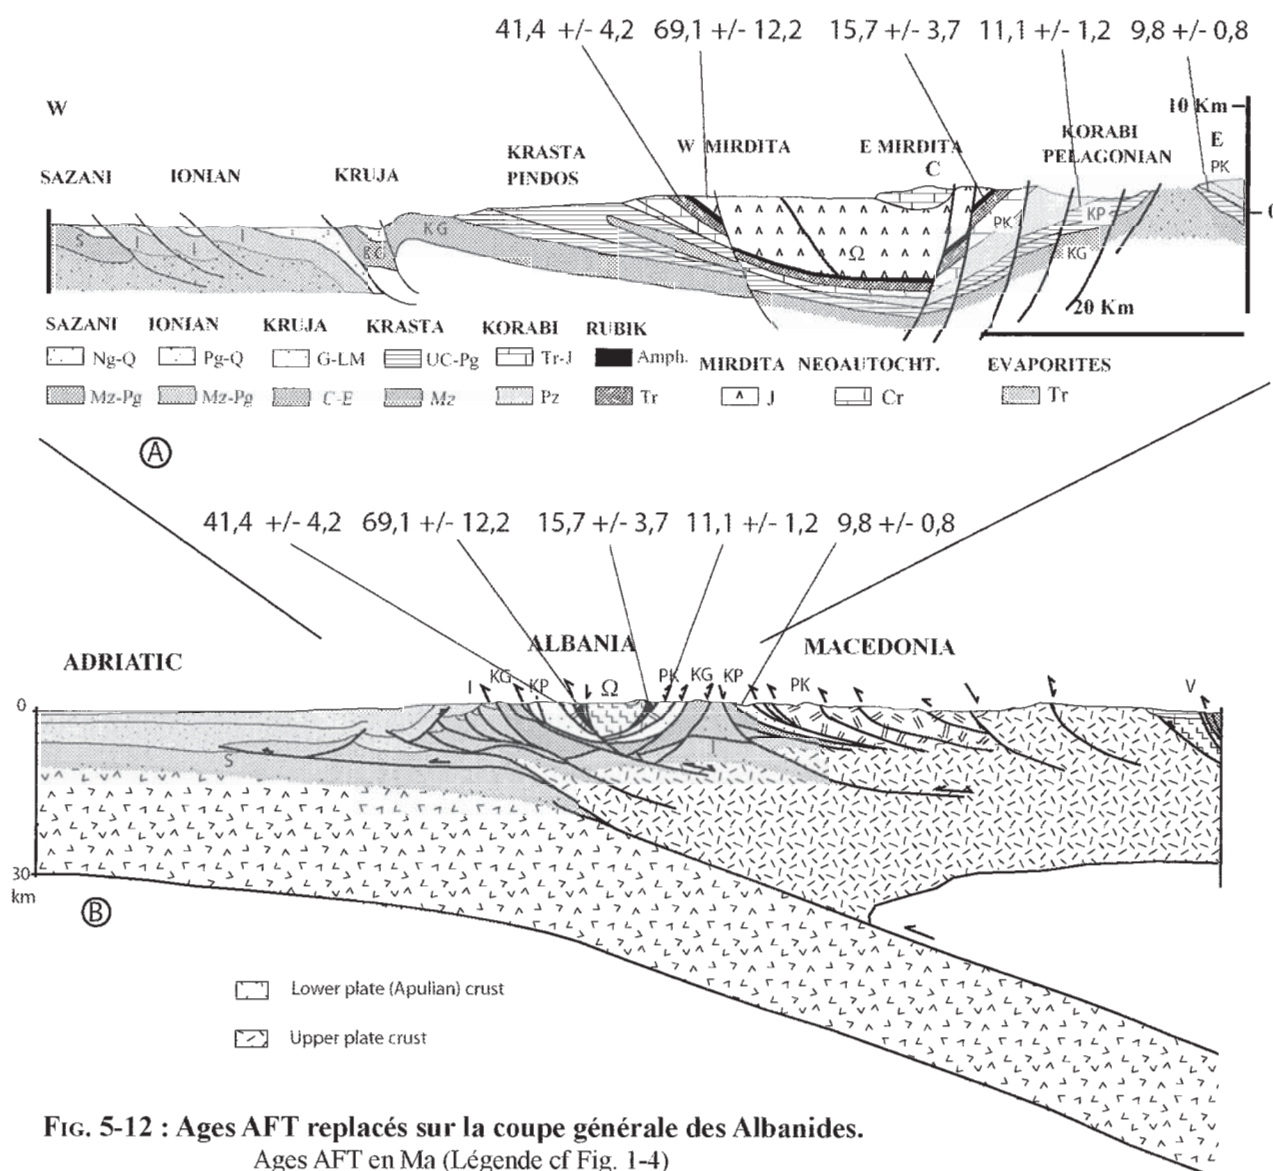 41,4 +/- 4,2 69,1 +/- 12,2 15,7 +/- 3,7 11,1 +/- 1,2 9,8 +/- 0,8
W
10 Km
KORABI
PELAGONIAN
E
PK
KRASTA
PINDOS
W MIRDITA
E MIRDITA
C
SAZANI
IONIAN
KRUJA
0
S I I I
KG
KG
PK
KP
KG
Ω
20 Km
SAZANI IONIAN KRUJA KRASTA KORABI RUBIK
Ng-Q Pg-Q G-LM UC-Pg Tr-J Amph.
MIRDITA NEOAUTOCHT. EVAPORITES
Mz-Pg Mz-Pg C-E Mz Pz Tr J Cr Tr
A
41,4 +/- 4,2 69,1 +/- 12,2 15,7 +/- 3,7 11,1 +/- 1,2 9,8 +/- 0,8
ADRIATIC
ALBANIA
MACEDONIA
I KG KP Ω PK KG KP PK V
0
S
I
30
km
B
Lower plate (Apulian) crust
Upper plate crust
FIG. 5-12 : Ages AFT replacés sur la coupe générale des Albanides.
Ages AFT en Ma (Légende cf Fig. 1-4)